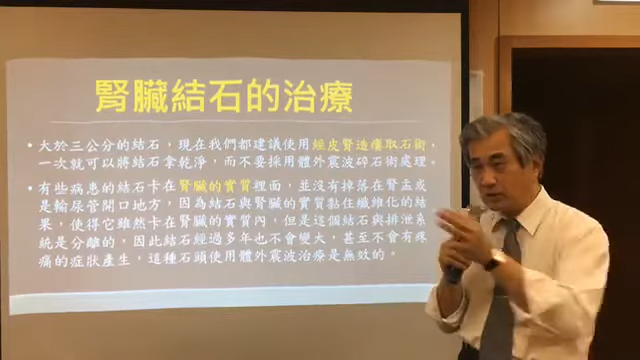 腎臟結石的治療
• 大於三公分的結石，現在我們都建議使用經皮腎造瘻取石術，
一次就可以將結石拿乾淨，而不要採用體外震波碎石術處理。
• 有些病患的結石卡在腎臟的實質裡面，並沒有掉落在腎盂或
是輸尿管開口地方，因為結石與腎臟的實質黏住纖維化的結
果，使得它雖然卡在腎臟的實質內，但是這個結石與排泄系
統是分離的，因此結石經過多年也不會變大，甚至不會有疼
痛的症狀產生，這種石頭使用體外震波治療是無效的。